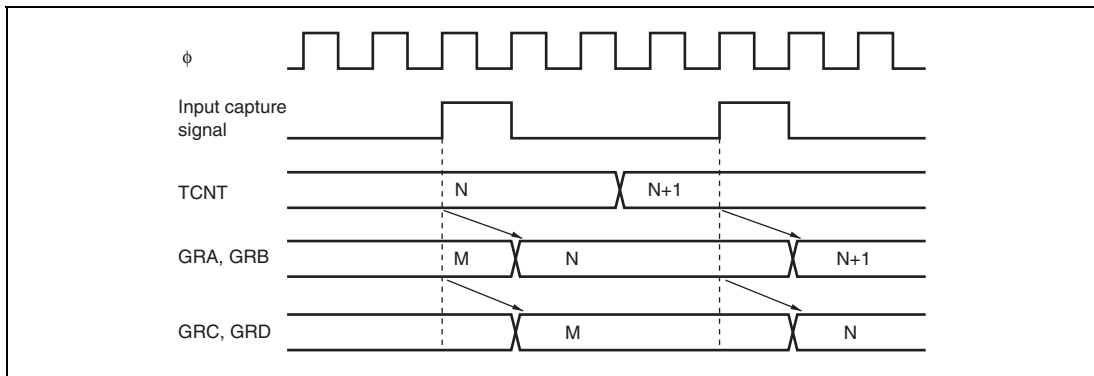 ϕ
Input capture
signal
TCNT N N+1
GRA, GRB M N N+1
GRC, GRD M N